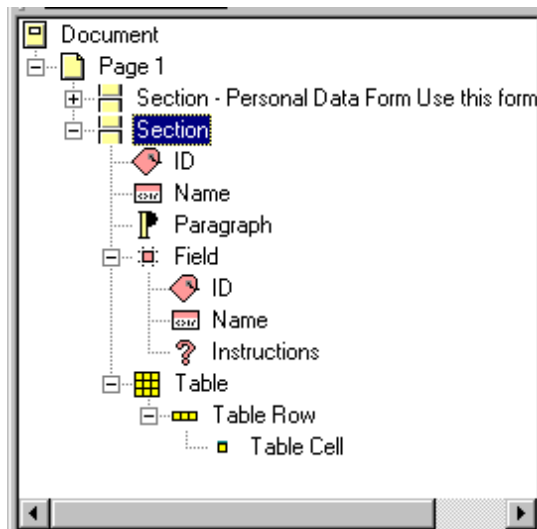 Document
Page 1
Section - Personal Data Form Use this form
Section
ID
Name
Paragraph
Field
ID
Name
Instructions
Table
Table Row
Table Cell